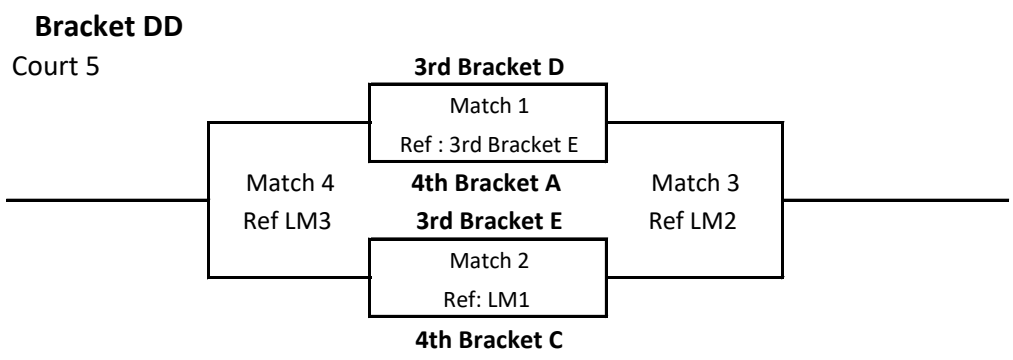 Bracket DD
Court 5
3rd Bracket D
Match 1
Ref : 3rd Bracket E
Match 4
4th Bracket A
Match 3
Ref LM3
3rd Bracket E
Ref LM2
Match 2
Ref: LM1
4th Bracket C